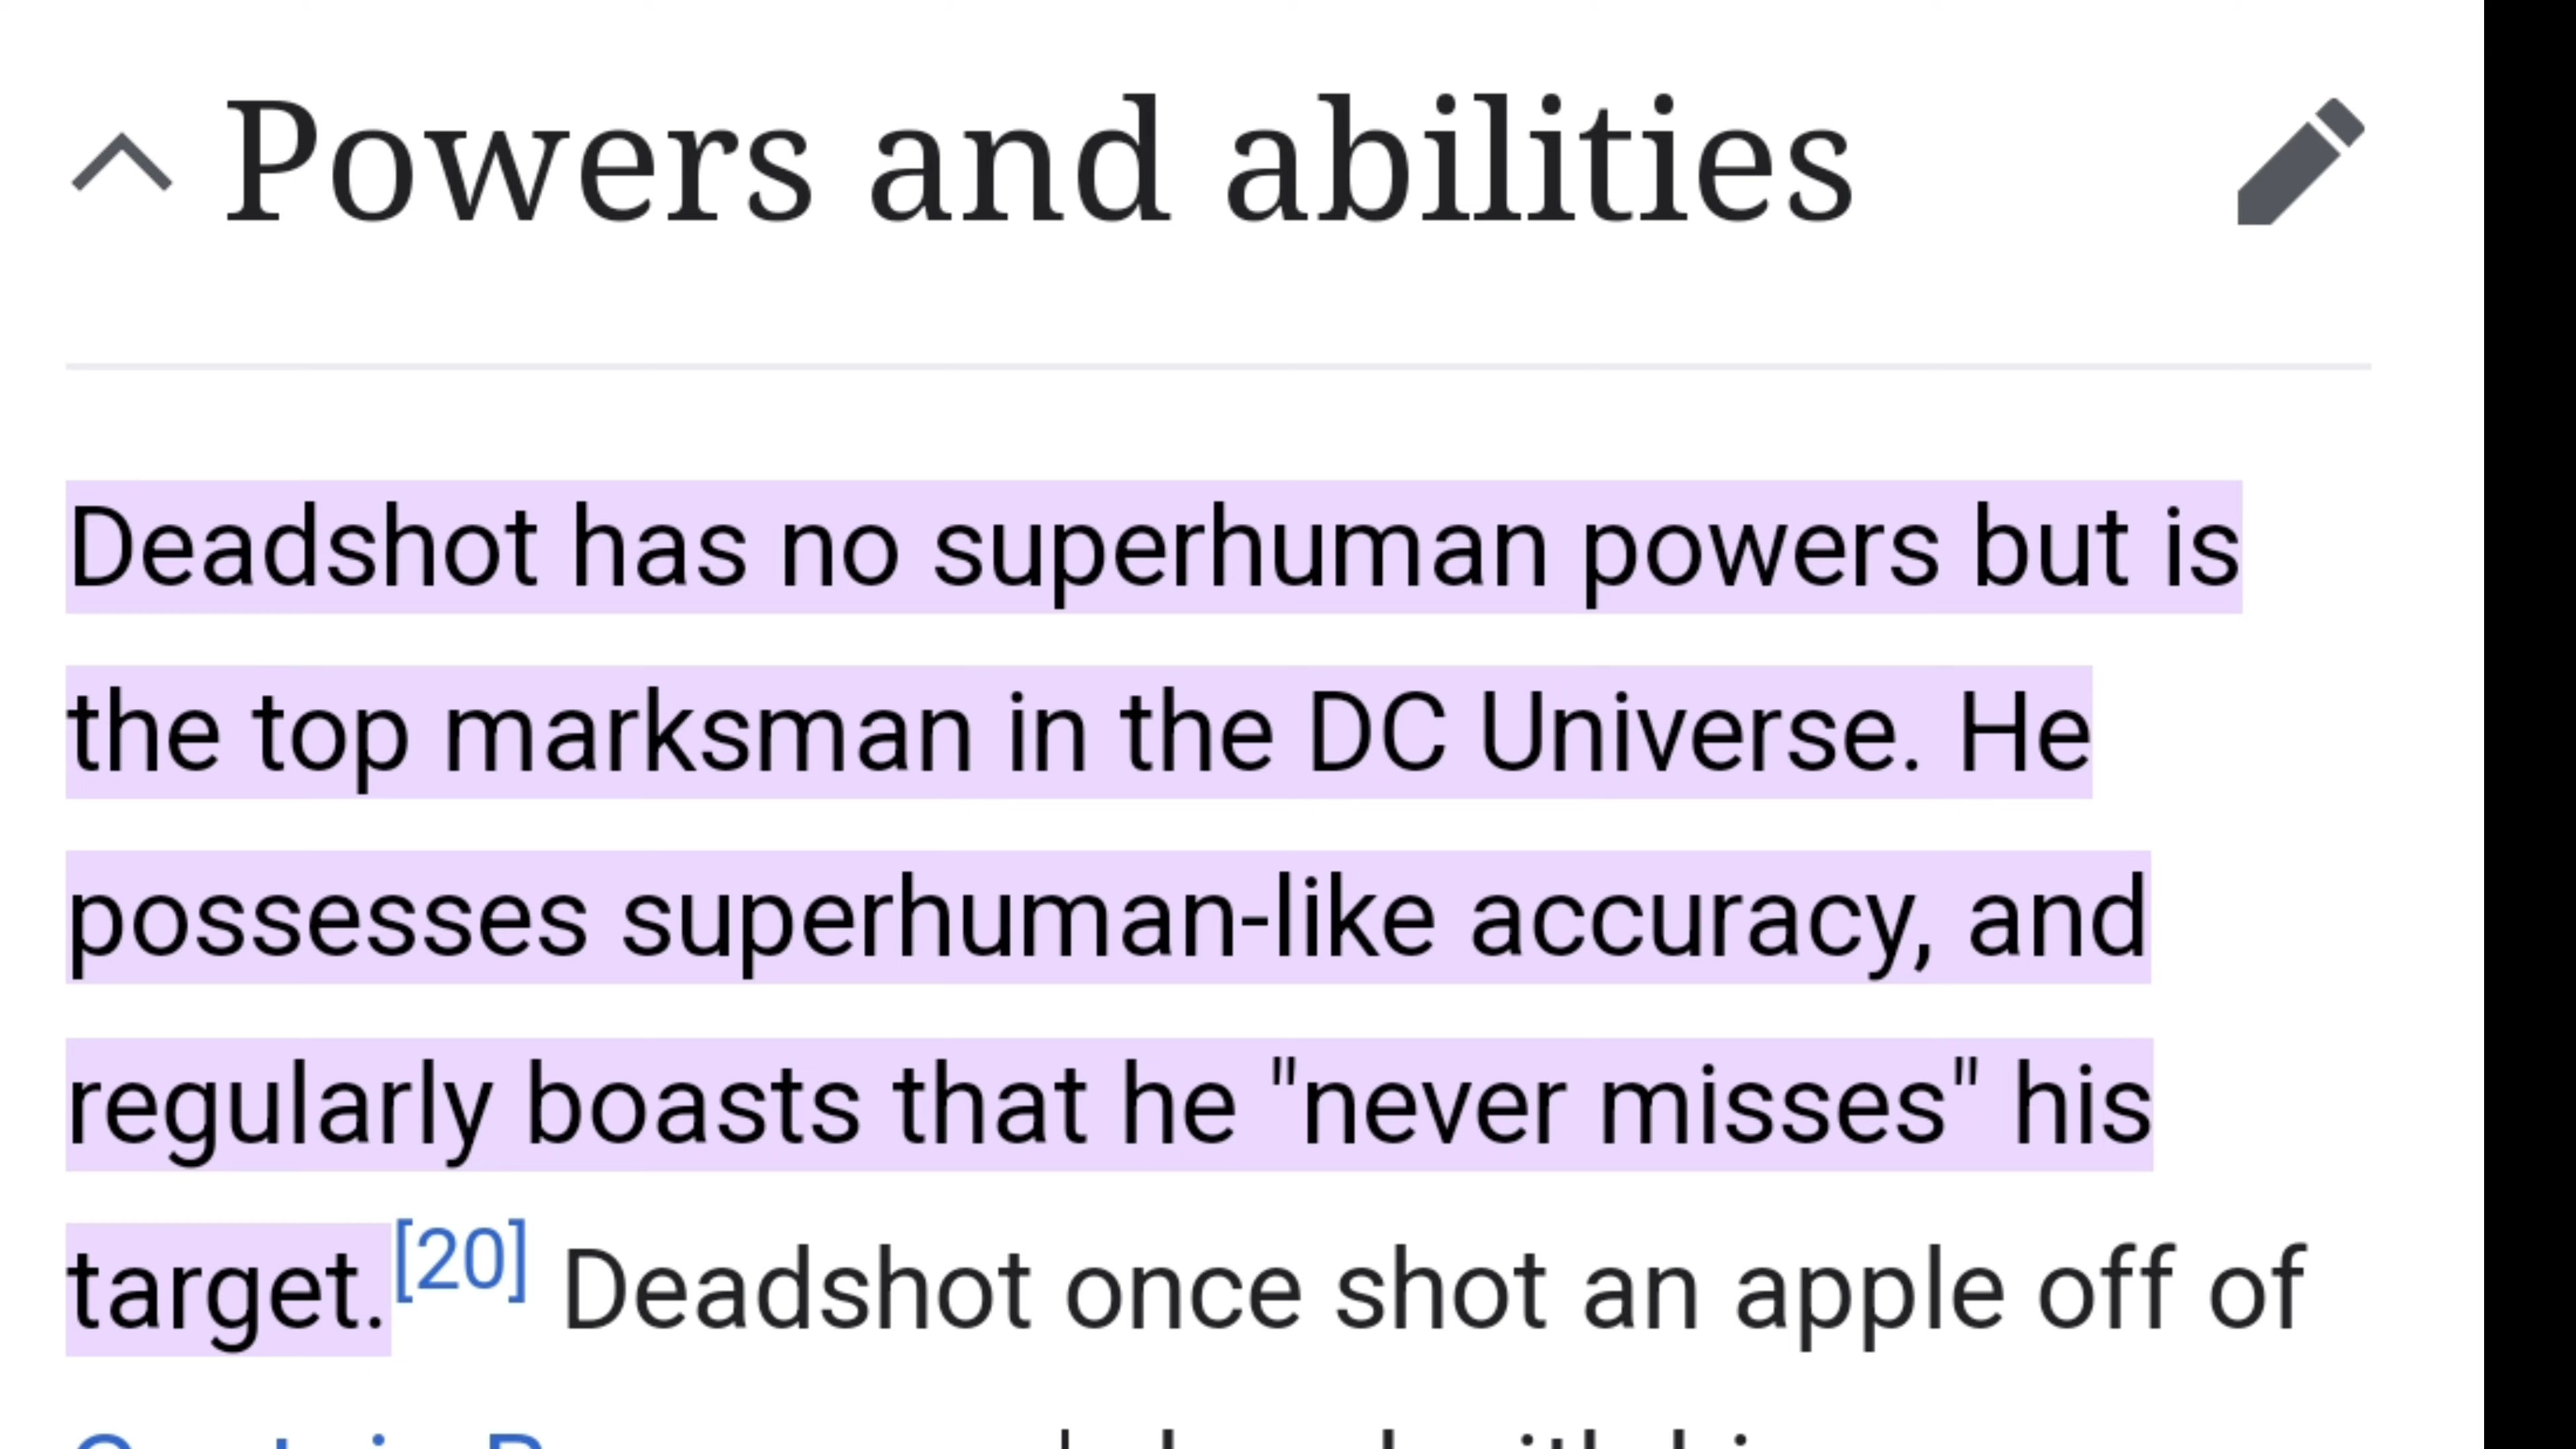 Powers and abilities
Deadshot has no superhuman powers but is
the top marksman in the DC Universe. He
possesses superhuman-like accuracy, and
regularly boasts that he "never misses" his
target.[20] Deadshot once shot an apple off of